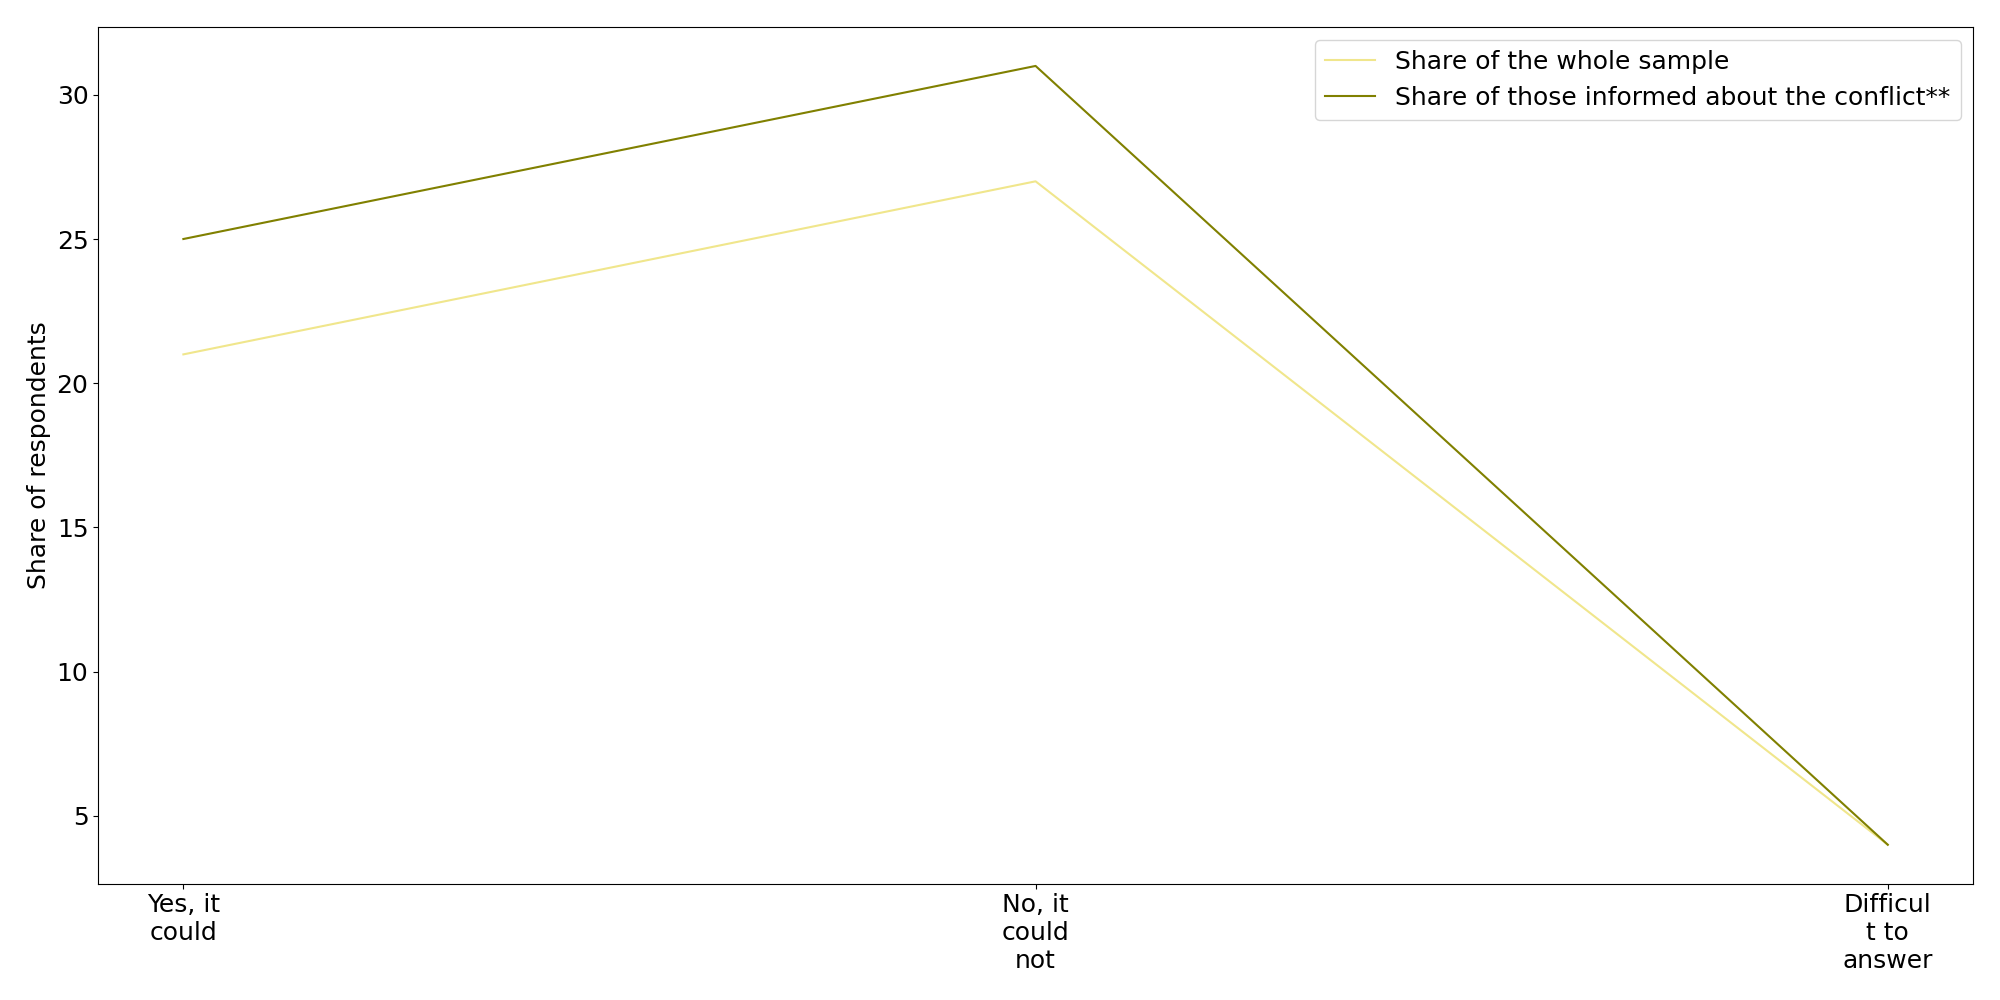 Share of the whole sample
Share of those informed about the conflict**
30
25
20
15
10
5
Share of respondents
Yes, it
could
No, it
could
not
Difficul
t to
answer